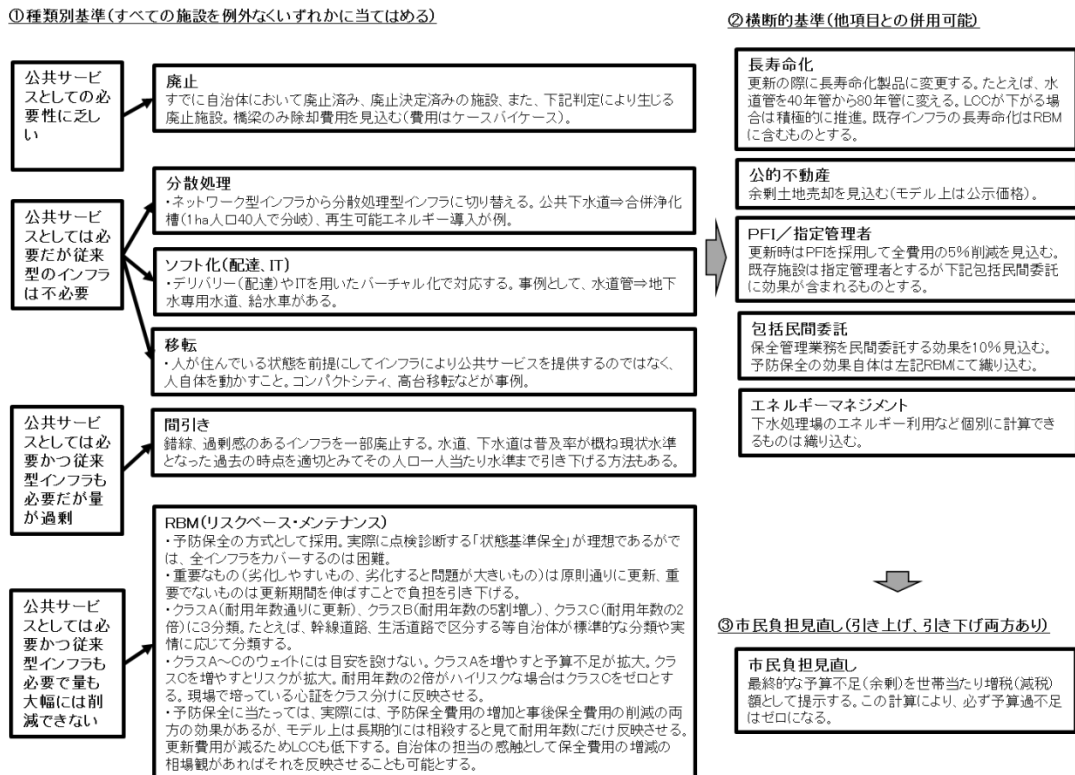 ①種類別基準(すべての施設を例外なくいずれかに当てはめる)
公共サービ
スとしての必
要性に乏し
い
廃止
すでに自治体において廃止済み、廃止決定済みの施設、また、下記判定により生じる
廃止施設。橋梁のみ除却費用を見込む(費用はケースバイケース)。
公共サービ
スとしては必
要だが従来
型のインフラ
は不必要
分散処理
・ネットワーク型インフラから分散処理型インフラに切り替える。公共下水道⇒合併浄化
槽(1ha人口40人で分岐)、再生可能エネルギー導入が例。
ソフト化(配達、IT)
・デリバリー(配達)やITを用いたバーチャル化で対応する。事例として、水道管⇒地下
水専用水道、給水車がある。
移転
・人が住んでいる状態を前提にしてインフラにより公共サービスを提供するのではなく、
人自体を動かすこと。コンパクトシティ、高台移転などが事例。
公共サービ
スとしては必
要かつ従来
型インフラも
必要だが量
が過剰
間引き
錯綜、過剰感のあるインフラを一部廃止する。水道、下水道は普及率が概ね現状水準
となった過去の時点を適切とみてその人口一人当たり水準まで引き下げる方法もある。
公共サービ
スとしては必
要かつ従来
型インフラも
必要で量も
大幅には削
減できない
RBM(リスクベース・メンテナンス)
・予防保全の方式として採用。実際に点検診断する「状態基準保全」が理想であるがで
は、全インフラをカバーするのは困難。
・重要なもの(劣化しやすいもの、劣化すると問題が大きいもの)は原則通りに更新、重
要でないものは更新期間を伸ばすことで負担を引き下げる。
・クラスA(耐用年数通りに更新)、クラスB(耐用年数の5割増し)、クラスC(耐用年数の2
倍)に3分類。たとえば、幹線道路、生活道路で区分する等自治体が標準的な分類や実
情に応じて分類する。
・クラスA〜Cのウェイトには目安を設けない。クラスAを増やすと予算不足が拡大。クラ
スCを増やすとリスクが拡大。耐用年数の2倍がハイリスクな場合はクラスCをゼロとす
る。現場で培っている心証をクラス分けに反映させる。
・予防保全に当たっては、実際には、予防保全費用の増加と事後保全費用の削減の両
方の効果があるが、モデル上は長期的には相殺すると見て耐用年数にだけ反映させる。
更新費用が減るためLCCも低下する。自治体の担当の感触として保全費用の増減の
相場観があればそれを反映させることも可能とする。
②横断的基準(他項目との併用可能)
長寿命化
更新の際に長寿命化製品に変更する。たとえば、水
道管を40年管から80年管に変える。LCCが下がる場
合は積極的に推進。既存インフラの長寿命化はRBM
に含むものとする。
公的不動産
余剰土地売却を見込む(モデル上は公示価格)。
PFI/指定管理者
更新時はPFIを採用して全費用の5%削減を見込む。
既存施設は指定管理者とするが下記包括民間委託
に効果が含まれるものとする。
包括民間委託
保全管理業務を民間委託する効果を10%見込む。
予防保全の効果自体は左記RBMにて織り込む。
エネルギーマネジメント
下水処理場のエネルギー利用など個別に計算でき
るものは織り込む。
③市民負担見直し(引き上げ、引き下げ両方あり)
市民負担見直し
最終的な予算不足(余剰)を世帯当たり増税(減税)
額として提示する。この計算により、必ず予算過不足
はゼロになる。